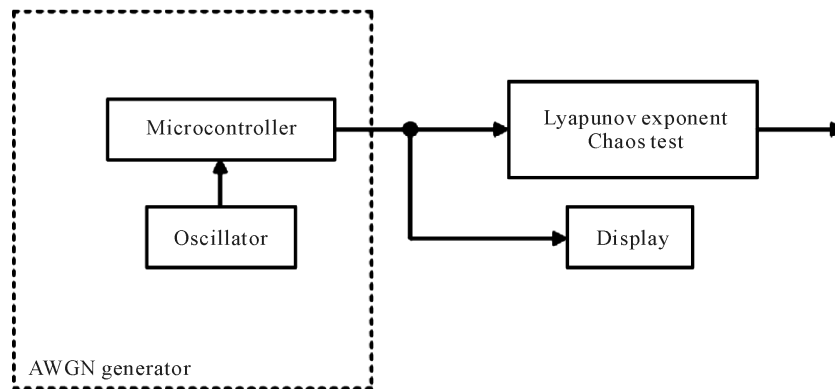 Microcontroller
Lyapunov exponent
Chaos test
Oscillator
Display
AWGN generator